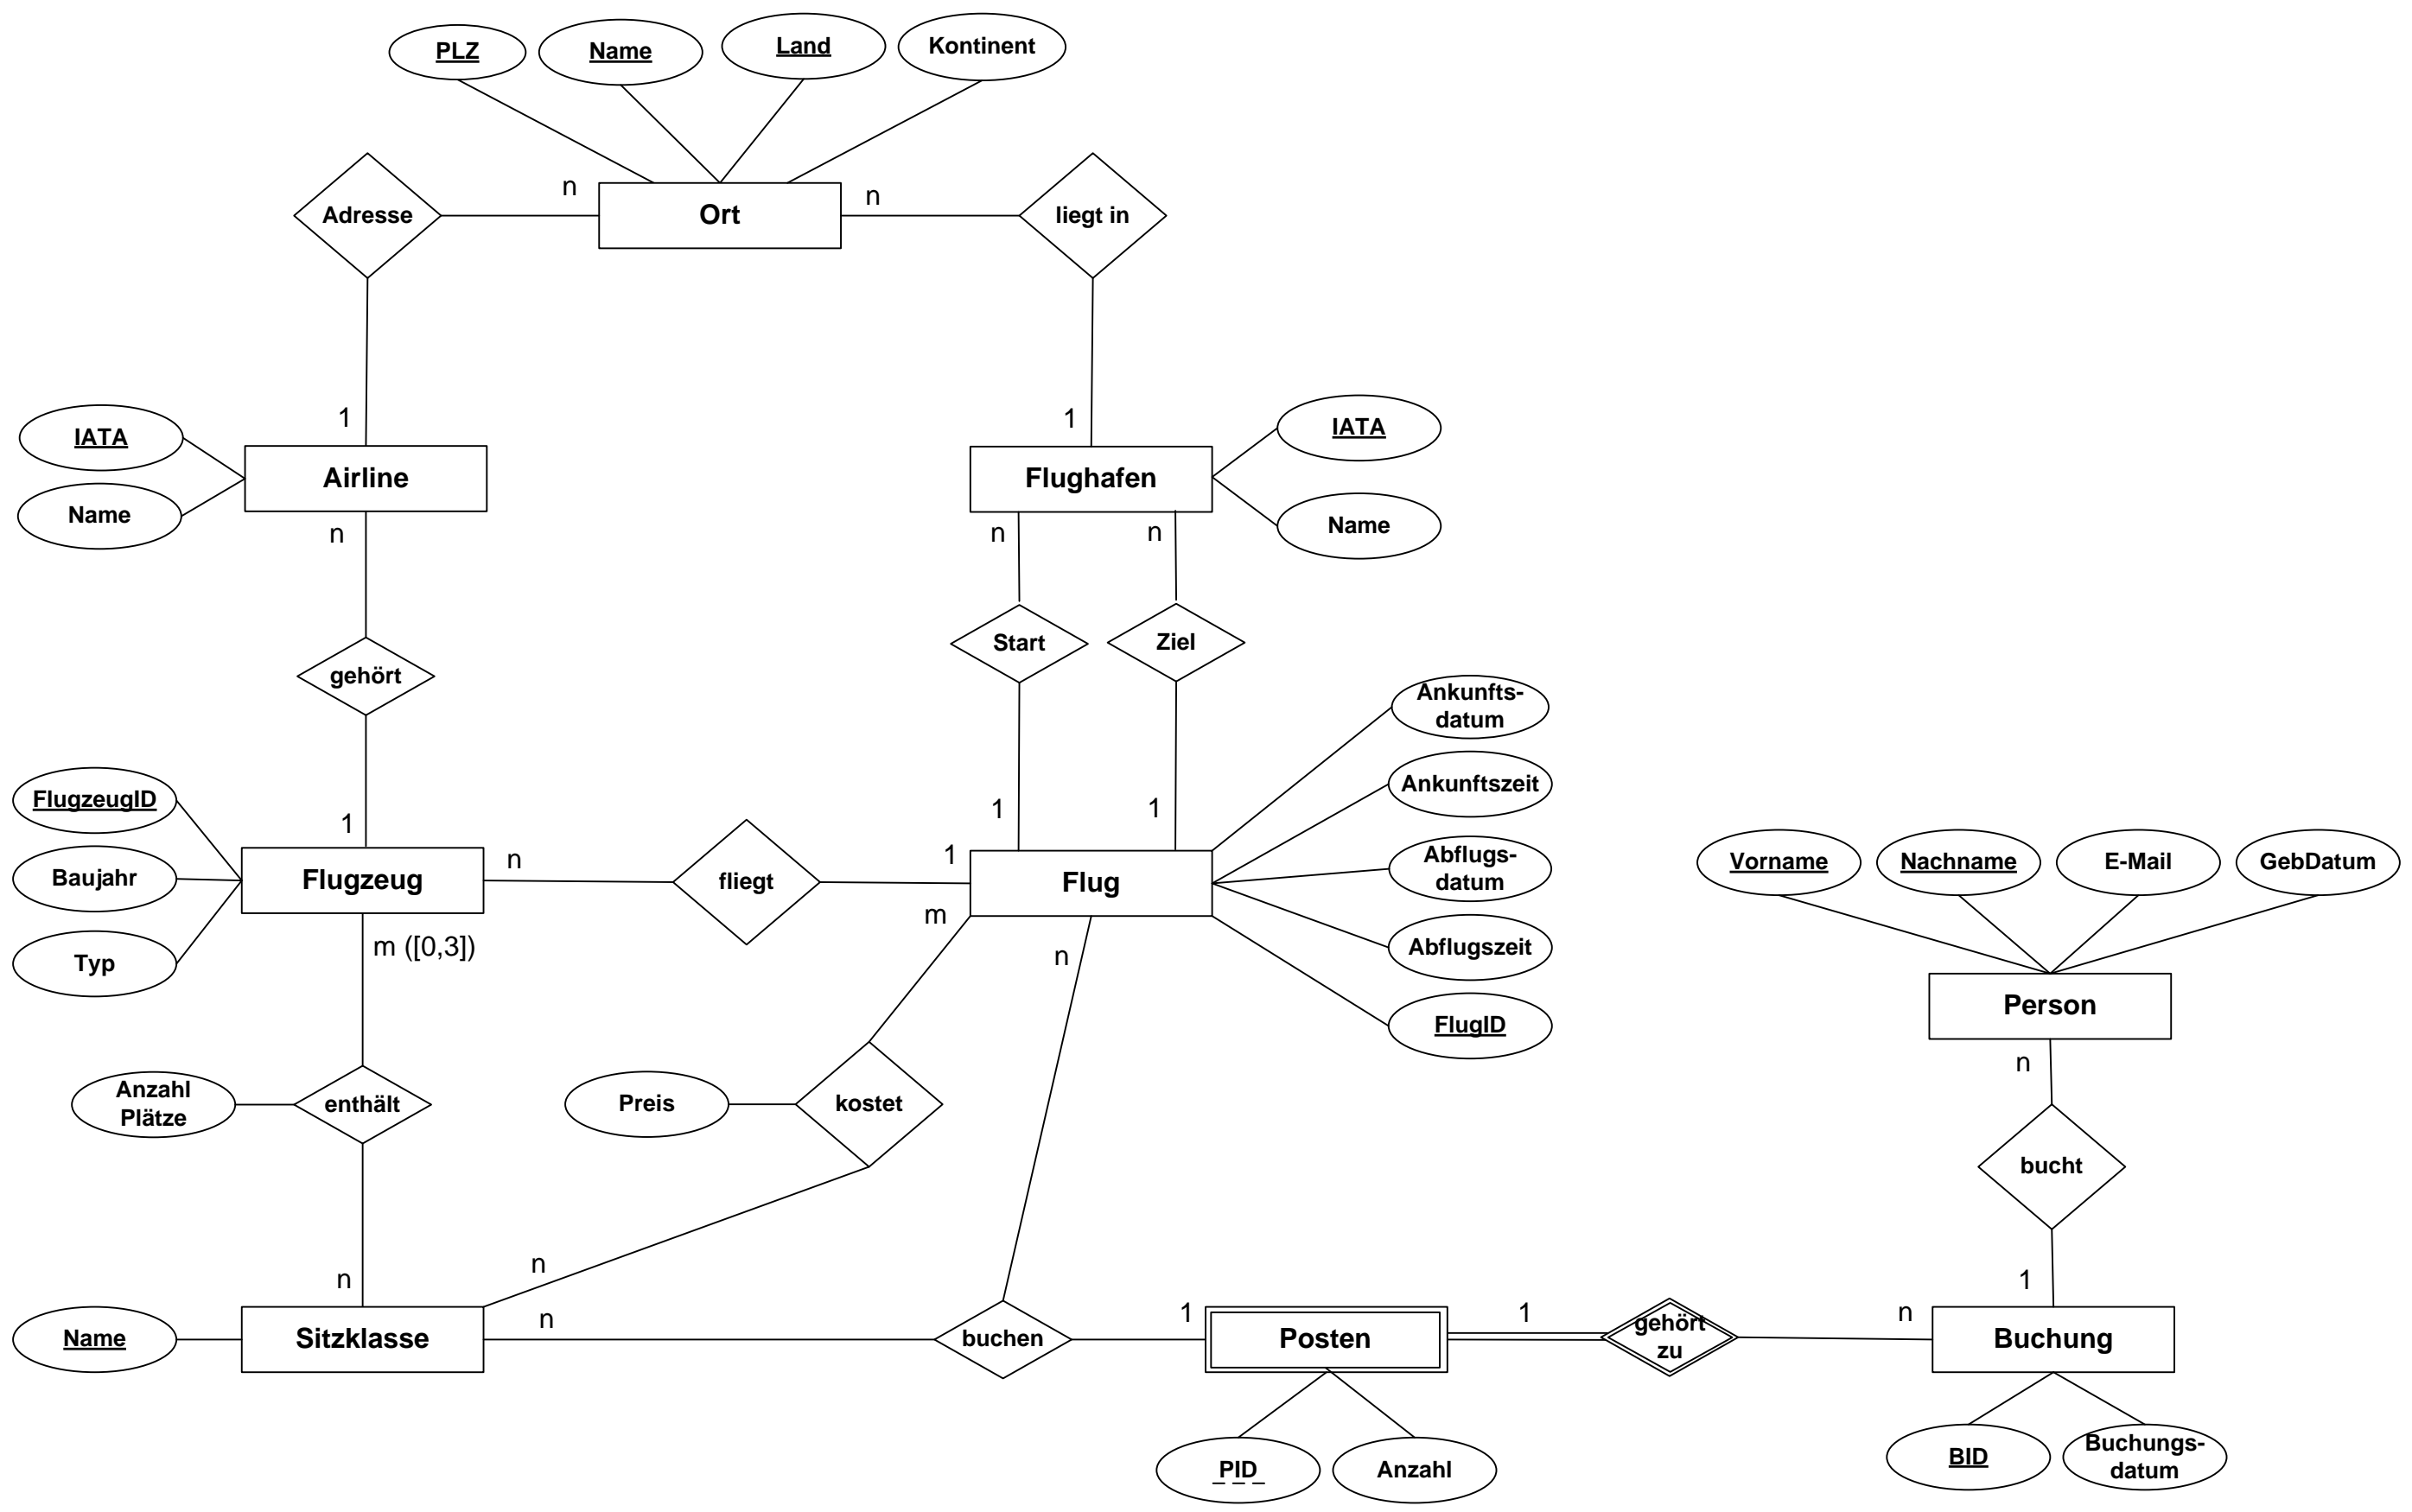 PLZ
Name
Land
Kontinent
Adresse
n
Ort
n
liegt in
1
1
IATA
Name
Airline
Flughafen
IATA
Name
n
n
n
gehört
Start
Ziel
Ankunfts-
datum
Ankunftszeit
Abflugs-
datum
Abflugszeit
FlugID
1
1
1
FlugzeugID
Baujahr
Typ
Flugzeug
n
fliegt
1
Flug
m ([0,3])
m
n
Vorname
Nachname
E-Mail
GebDatum
Person
n
Anzahl
Plätze
enthält
Preis
kostet
bucht
n
n
1
Name
Sitzklasse
n
buchen
1
Posten
1
gehört
zu
n
Buchung
PID
Anzahl
BID
Buchungs-
datum